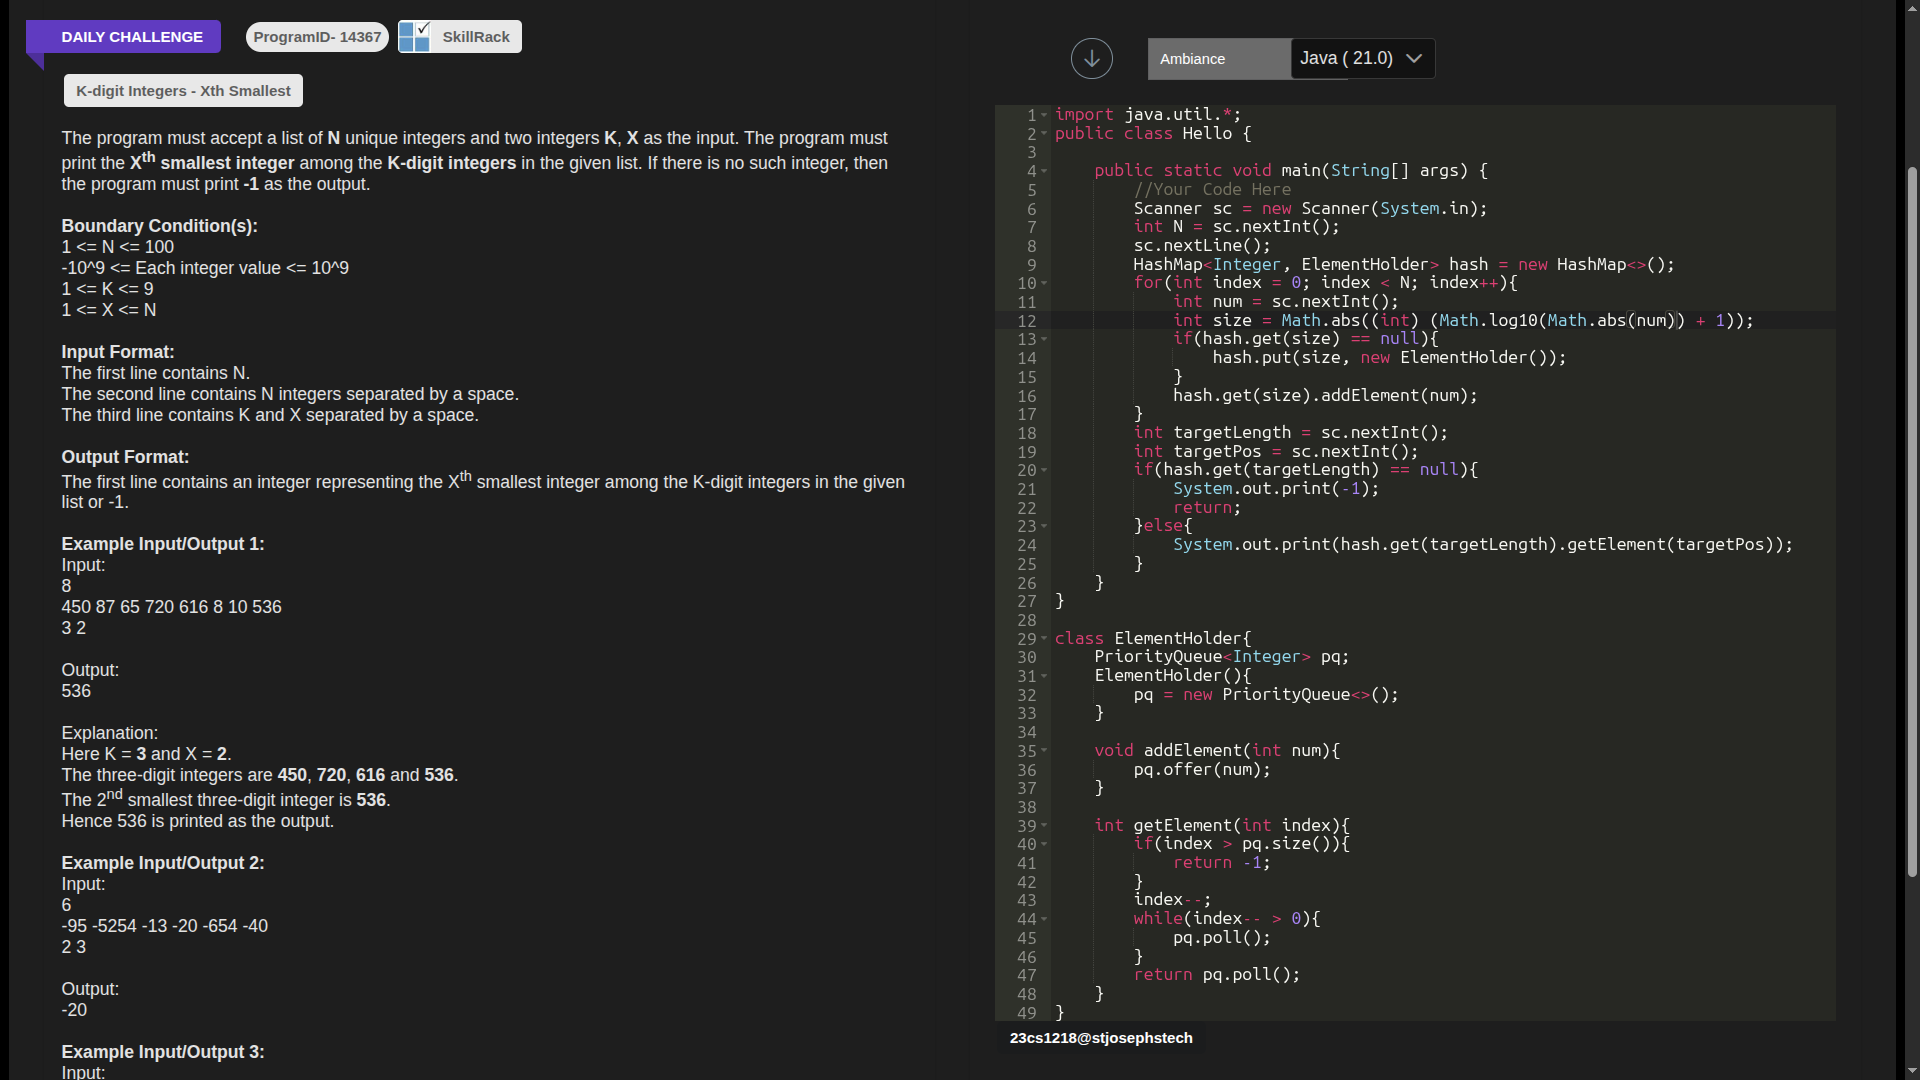 DAILY CHALLENGE
ProgramID- 14367
SkillRack
K-digit Integers - Xth Smallest
The program must accept a list of N unique integers and two integers K, X as the input. The program must
print the Xth smallest integer among the K-digit integers in the given list. If there is no such integer, then
the program must print -1 as the output.
Boundary Condition(s):
1 <= N <= 100
-10^9 <= Each integer value <= 10^9
1 <= K <= 9
1 <= X <= N
Input Format:
The first line contains N.
The second line contains N integers separated by a space.
The third line contains K and X separated by a space.
Output Format:
The first line contains an integer representing the Xth smallest integer among the K-digit integers in the given
list or -1.
Example Input/Output 1:
Input:
8
450 87 65 720 616 8 10 536
3 2
Output:
536
Explanation:
Here K = 3 and X = 2.
The three-digit integers are 450, 720, 616 and 536.
The 2nd smallest three-digit integer is 536.
Hence 536 is printed as the output.
Example Input/Output 2:
Input:
6
-95 -5254 -13 -20 -654 -40
2 3
Output:
-20
Example Input/Output 3:
Input:
Ambiance
Java ( 21.0)
1 import java.util.*;
2 public class Hello {
3
4     public static void main(String[] args) {
5         //Your Code Here
6         Scanner sc = new Scanner(System.in);
7         int N = sc.nextInt();
8         sc.nextLine();
9         HashMap<Integer, ElementHolder> hash = new HashMap<>();
10         for(int index = 0; index < N; index++){
11             int num = sc.nextInt();
12             int size = Math.abs((int) (Math.log10(Math.abs(num)) + 1));
13             if(hash.get(size) == null){
14                 hash.put(size, new ElementHolder());
15             }
16             hash.get(size).addElement(num);
17         }
18         int targetLength = sc.nextInt();
19         int targetPos = sc.nextInt();
20         if(hash.get(targetLength) == null){
21             System.out.print(-1);
22             return;
23         }else{
24             System.out.print(hash.get(targetLength).getElement(targetPos));
25         }
26     }
27 }
28
29 class ElementHolder{
30     PriorityQueue<Integer> pq;
31     ElementHolder(){
32         pq = new PriorityQueue<>();
33     }
34
35     void addElement(int num){
36         pq.offer(num);
37     }
38
39     int getElement(int index){
40         if(index > pq.size()){
41             return -1;
42         }
43         index--;
44         while(index-- > 0){
45             pq.poll();
46         }
47         return pq.poll();
48     }
49 }
23cs1218@stjosephstech